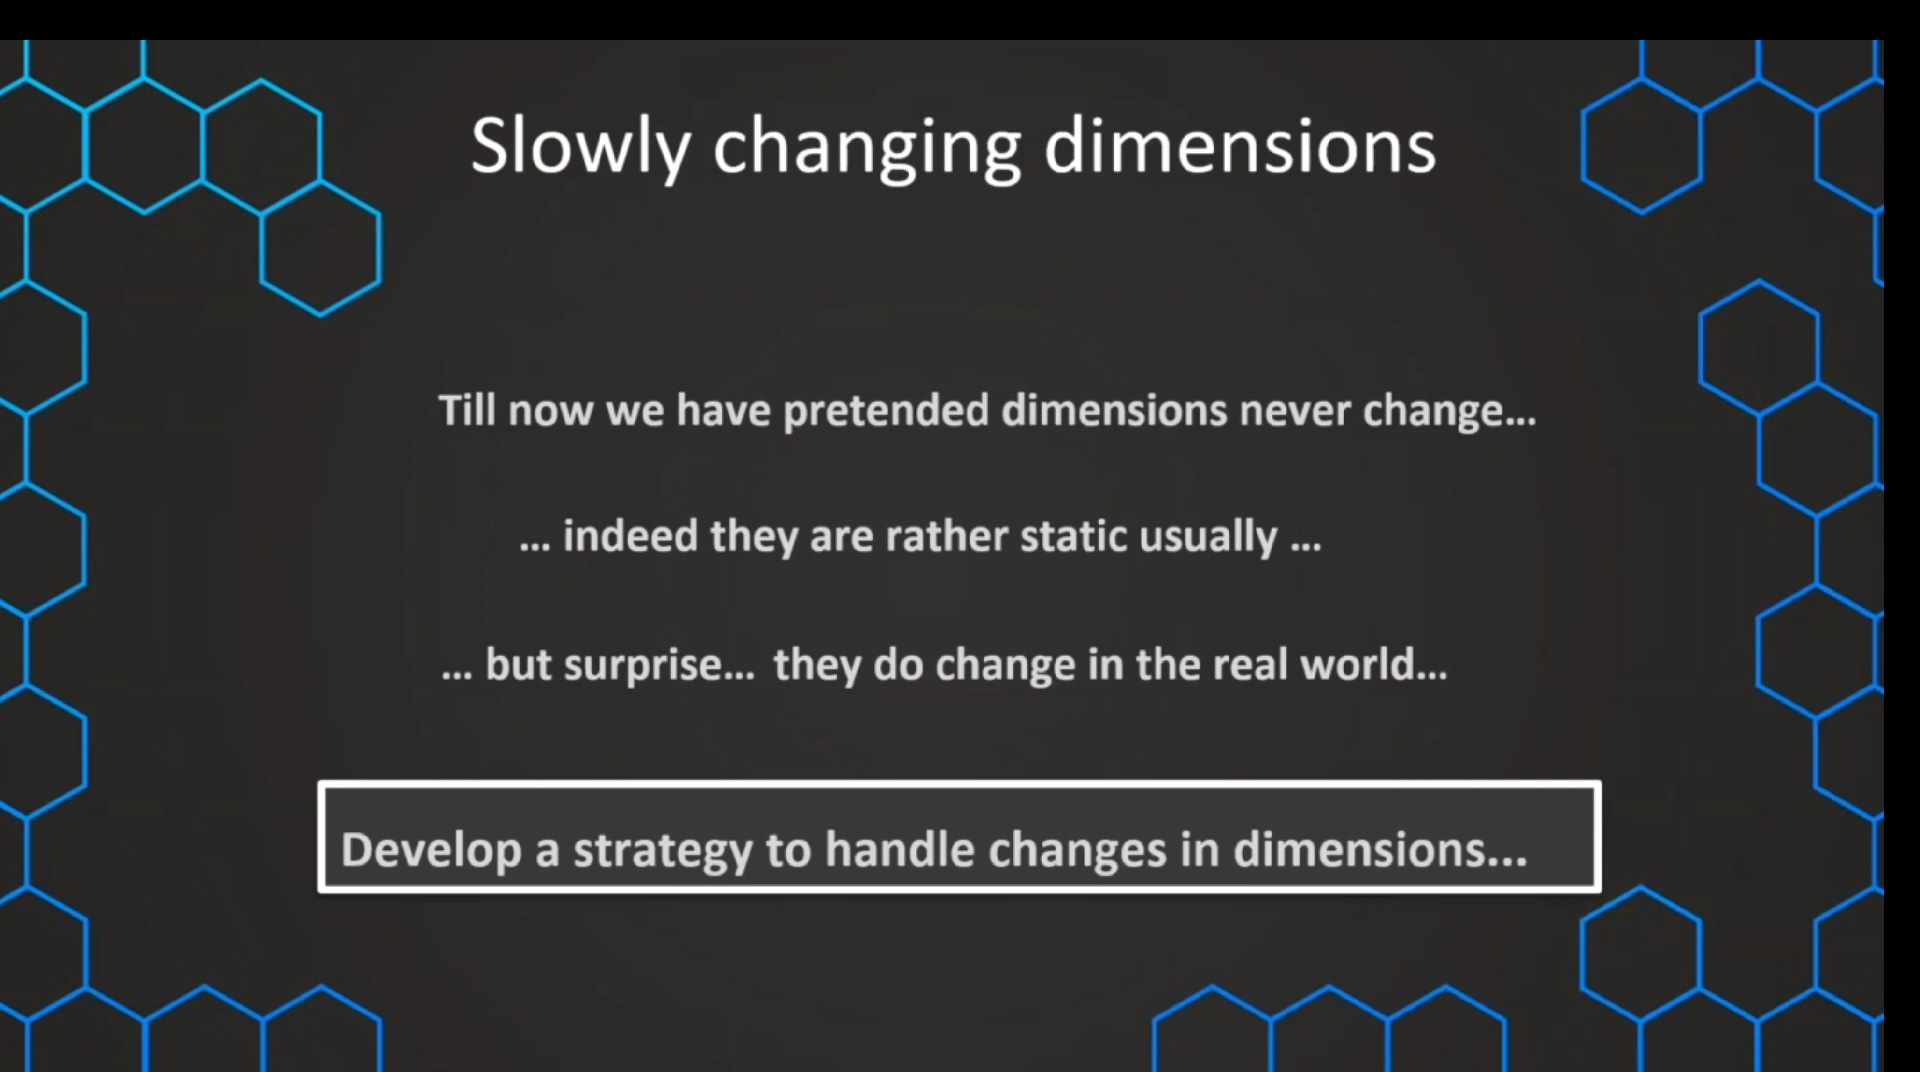 Slowly changing dimensions
Till now we have pretended dimensions never change...
... indeed they are rather static usually ...
... but surprise... they do change in the real world...
Develop a strategy to handle changes in dimensions...